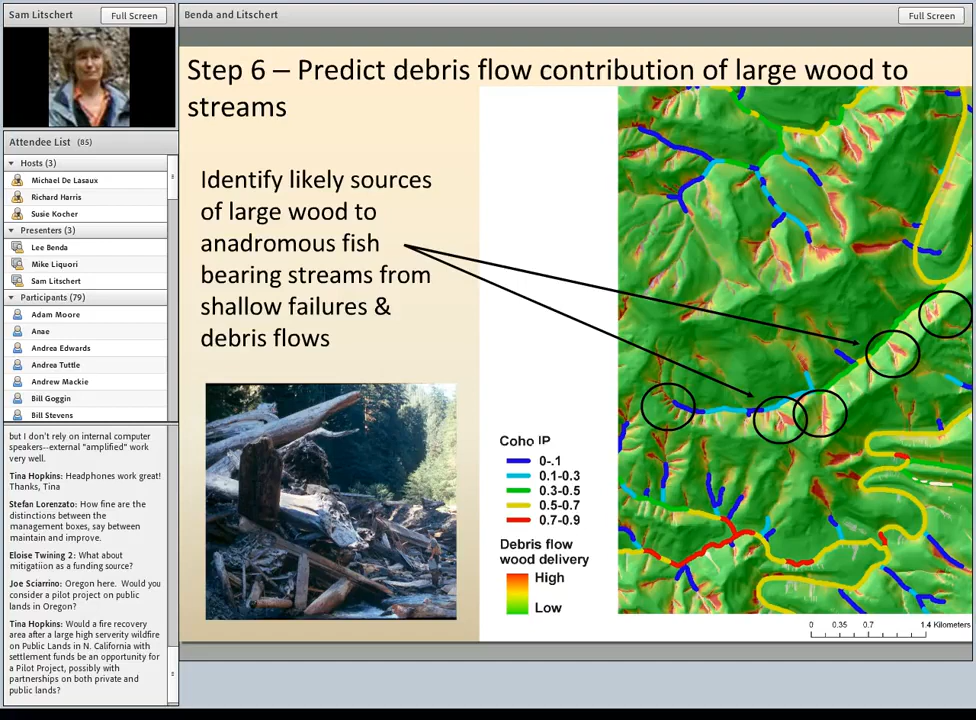 Sam Litschert
Full Screen
Benda and Litschert
Full Screen
Attendee List (85)
Hosts (3)
Michael De Lasaux
Richard Harris
Susie Kocher
Presenters (3)
Lee Benda
Mike Liquori
Sam Litschert
Participants (79)
Adam Moore
Anae
Andrea Edwards
Andrea Tuttle
Andrew Mackie
Bill Goggin
Bill Stevens
but I don't rely on internal computer
speakers--external "amplified" work
very well.
Tina Hopkins: Headphones work great!
Thanks, Tina
Stefan Lorenzato: How fine are the
distinctions between the
management boxes, say between
maintain and improve.
Eloise Twining 2: What about
mitigatiion as a funding source?
Joe Sciarrino: Oregon here. Would you
consider a pilot project on public
lands in Oregon?
Tina Hopkins: Would a fire recovery
area after a large high serverity wildfire
on Public Lands in N. California with
settlement funds be an opportunity for
a Pilot Project, possibly with
partnerships on both private and
public lands?
Step 6 – Predict debris flow contribution of large wood to
streams
Identify likely sources
of large wood to
anadromous fish
bearing streams from
shallow failures &
debris flows
Coho IP
0-.1
0.1-0.3
0.3-0.5
0.5-0.7
0.7-0.9
Debris flow
wood delivery
High
Low
0 0.35 0.7 1.4 Kilometers